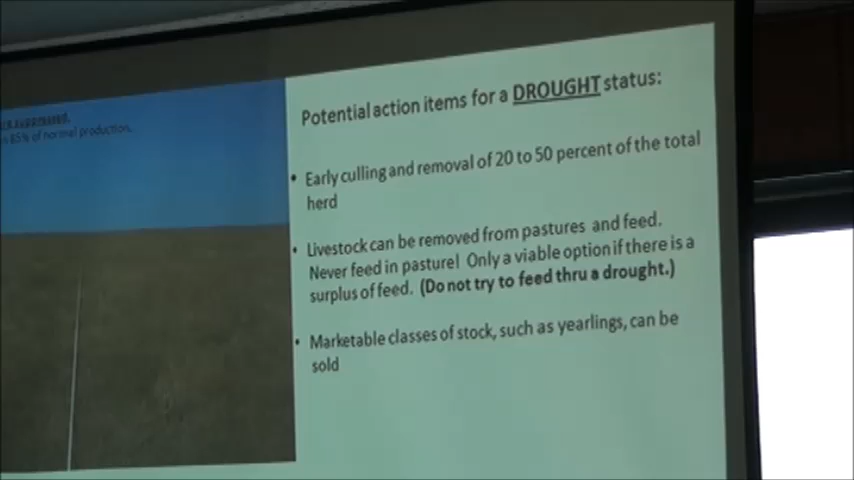 of normal production.
Potential action items for a DROUGHT status:
• Early culling and removal of 20 to 50 percent of the total
herd
• Livestock can be removed from pastures and feed.
Never feed in pasture! Only a viable option if there is a
surplus of feed. (Do not try to feed thru a drought.)
• Marketable classes of stock, such as yearlings, can be
sold